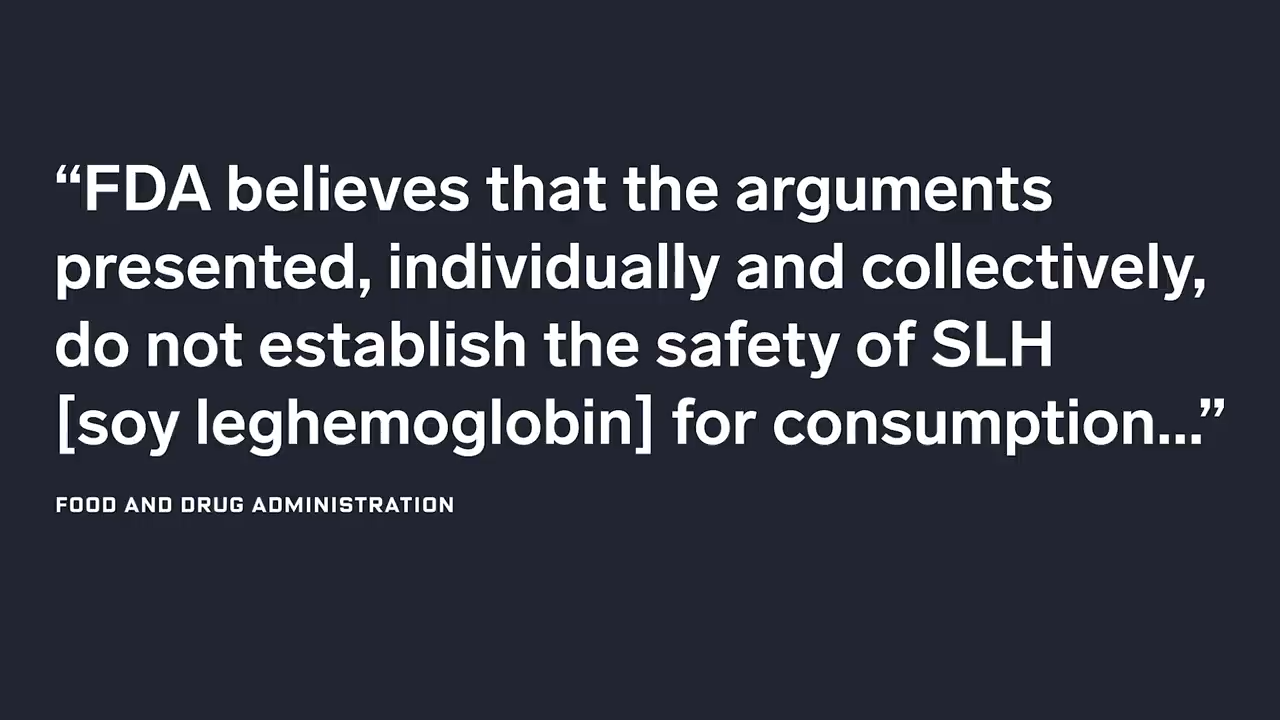 “FDA believes that the arguments
presented, individually and collectively,
do not establish the safety of SLH
[soy leghemoglobin] for consumption...”
FOOD AND DRUG ADMINISTRATION